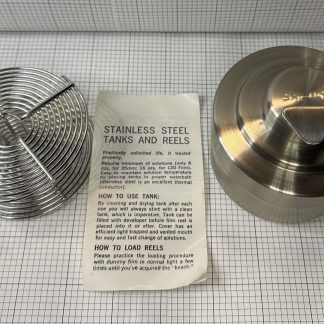 STAINLESS STEEL
TANKS AND REELS
Practically unlimited life, if treated
properly.
Require minimum of solutions (only 8
ozs. for 35mm; 16 ozs. for 120 Film).
Easy to maintain solution temperature
by placing tanks in proper waterbath
(stainless steel is an excellent thermal
conductor).
HOW TO USE TANK:
By cleaning and drying tank after each
use you will always start with a clean
tank, which is imperative. Tank can be
filled with developer before film reel is
placed into it or after. Cover has an
efficient light trapped and vented mouth
for easy and fast change of solutions.
HOW TO LOAD REELS
Please practice the loading procedure
with dummy film in normal light a few
times until you've acquired the "knack."